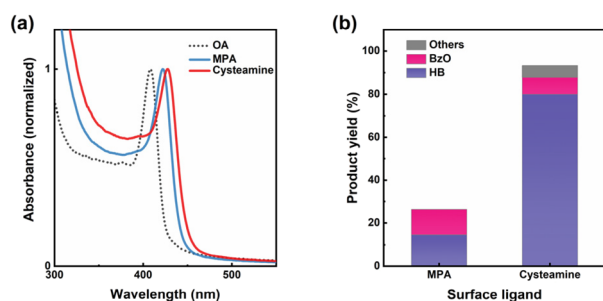 (a)
OA
MPA
Cysteamine
1
0
300
400
500
Absorbance (normalized)
Wavelength (nm)
(b)
Others
BzO
HB
100
80
60
40
20
0
Product yield (%)
MPA
Cysteamine
Surface ligand